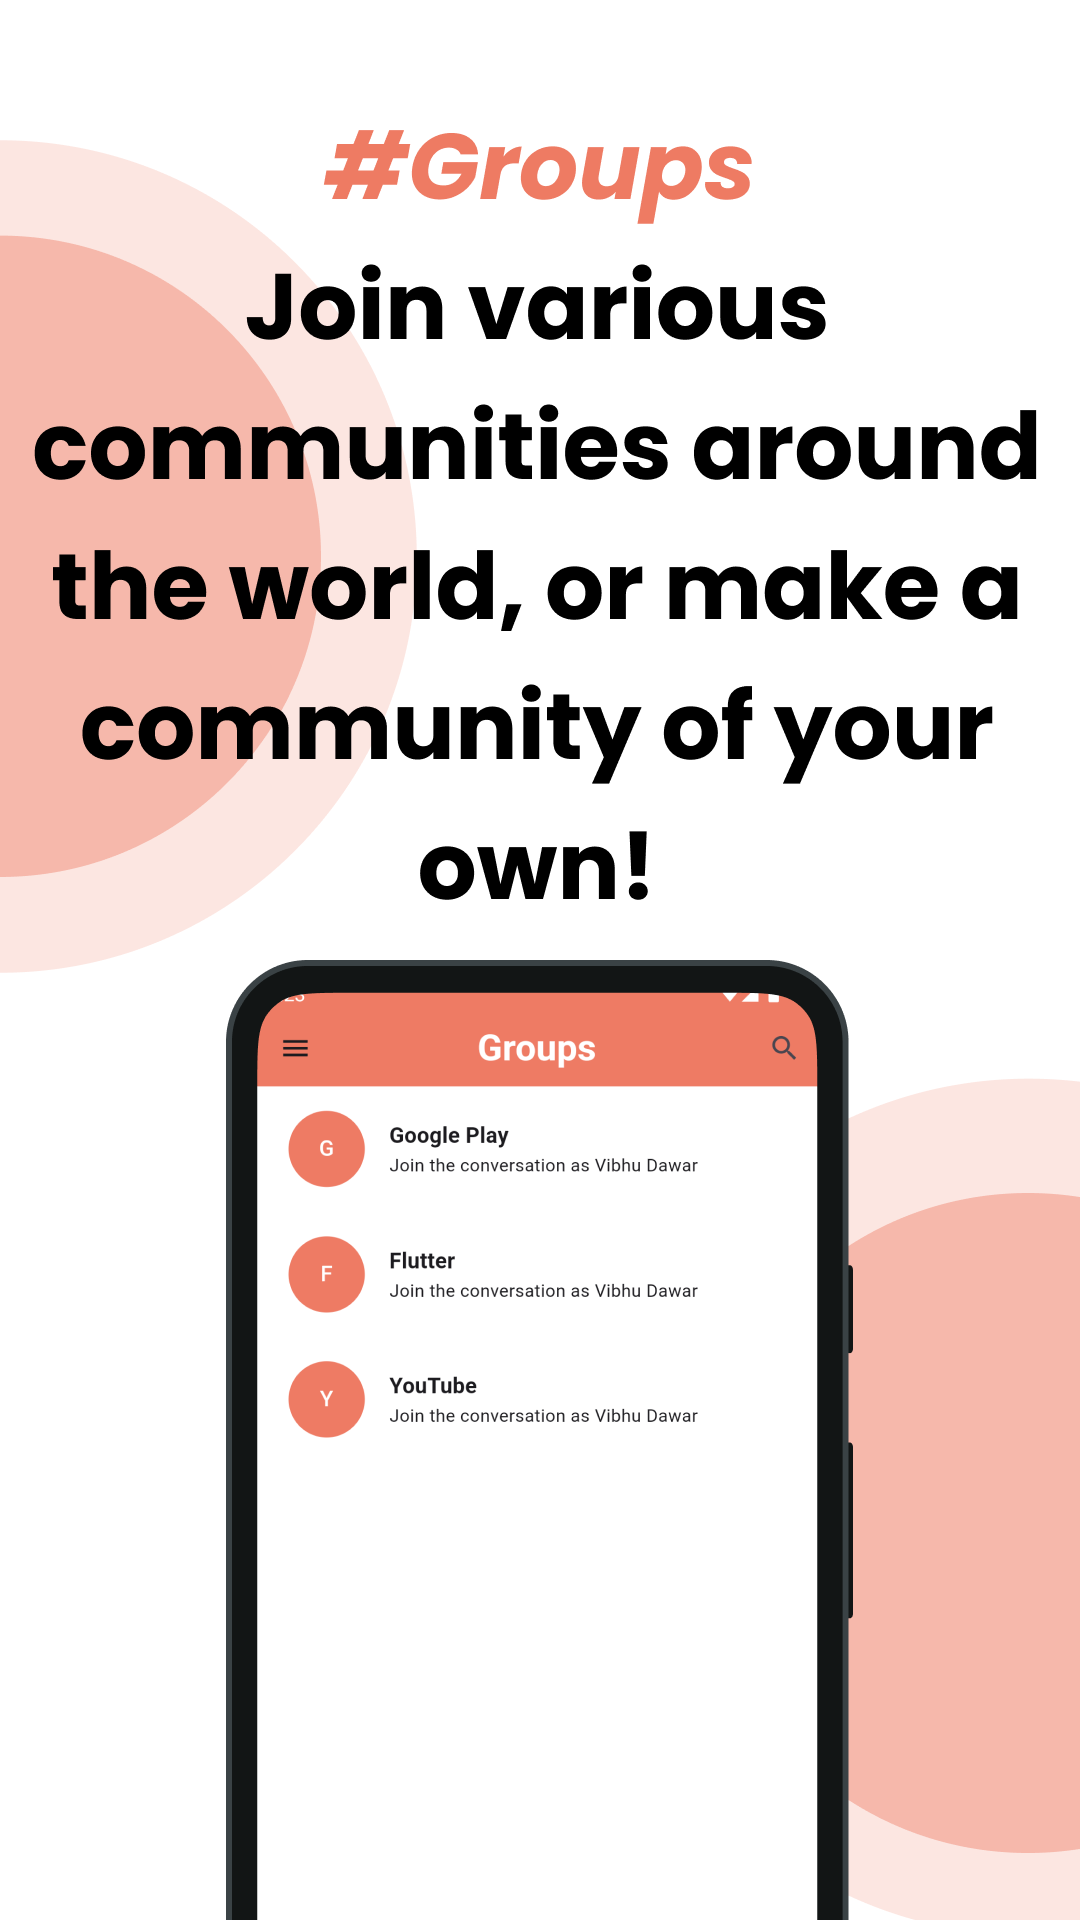 #Groups
Join various
communities around
the world, or make a
community of your
own!
Groups
G
Google Play
Join the conversation as Vibhu Dawar
F
Flutter
Join the conversation as Vibhu Dawar
Y
YouTube
Join the conversation as Vibhu Dawar